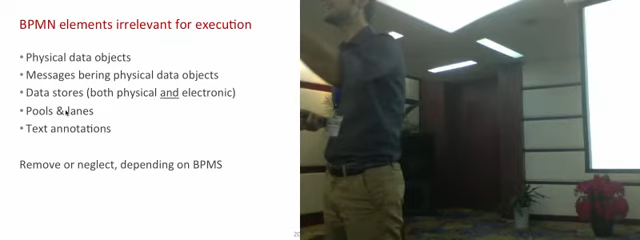 BPMN elements irrelevant for execution
• Physical data objects
• Messages bering physical data objects
• Data stores (both physical and electronic)
• Pools & lanes
• Text annotations
Remove or neglect, depending on BPMS